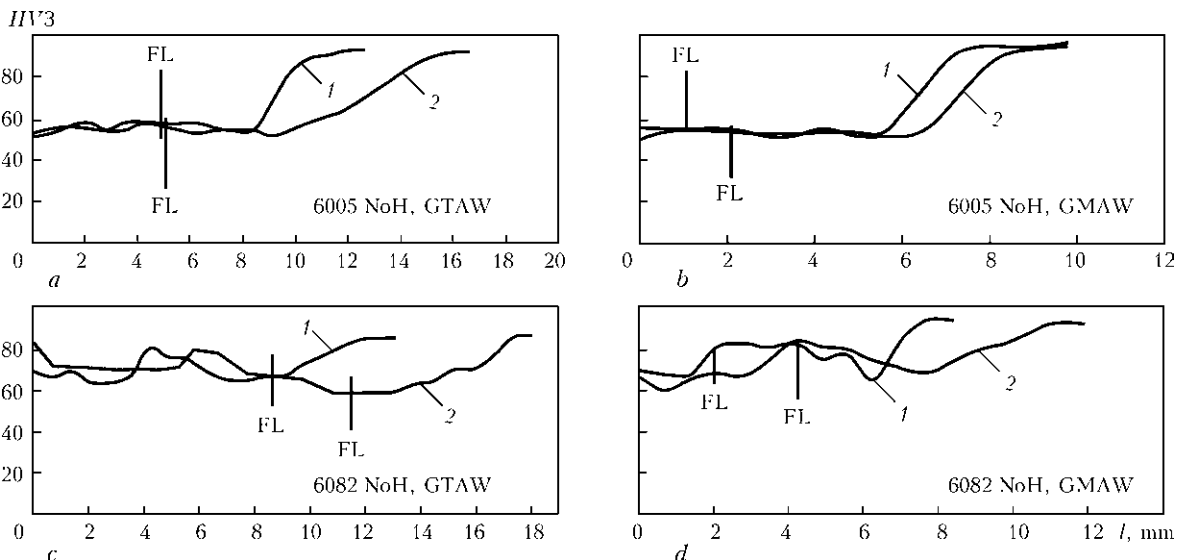 HV3
80
60
40
20
FL
FL
1
2
6005 NoH, GTAW
0 2 4 6 8 10 12 14 16 18 20
a
FL
FL
1
2
6005 NoH, GMAW
0 2 4 6 8 10 12
b
80
60
40
20
FL
FL
1
2
6082 NoH, GTAW
0 2 4 6 8 10 12 14 16 18
c
FL
FL
1
2
6082 NoH, GMAW
0 2 4 6 8 10 12 l, mm
d